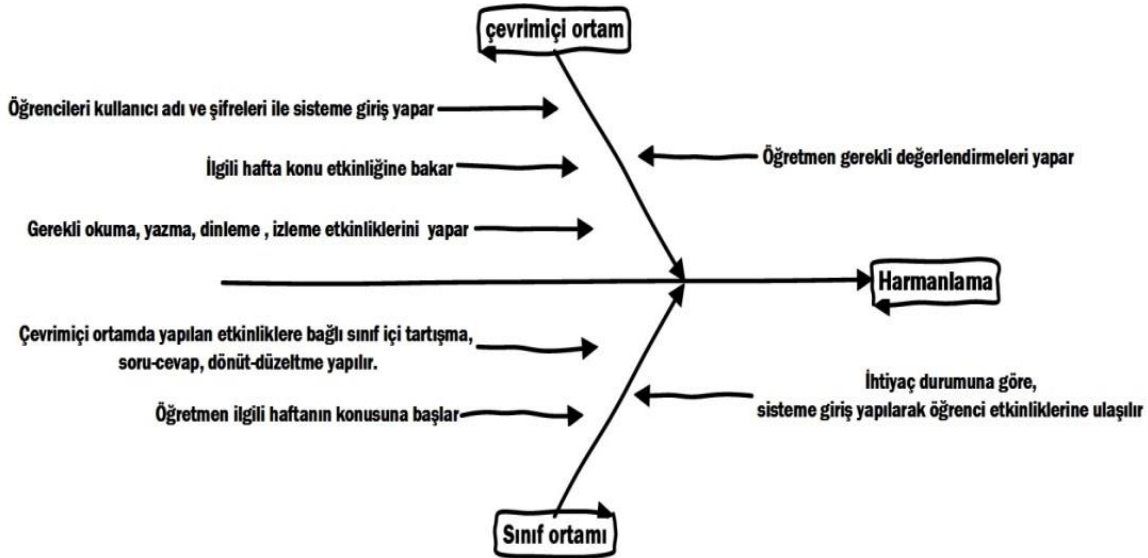 çevrimiçi ortam
Öğrencileri kullanıcı adı ve şifreleri ile sisteme giriş yapar
Öğretmen gerekli değerlendirmeleri yapar
İlgili hafta konu etkinliğine bakar
Gerekli okuma, yazma, dinleme , izleme etkinliklerini yapar
Harmanlama
Çevrimiçi ortamda yapılan etkinliklere bağlı sınıf içi tartışma,
soru-cevap, dönüt-düzeltme yapılır.
İhtiyaç durumuna göre,
sisteme giriş yapılarak öğrenci etkinliklerine ulaşılır
Öğretmen ilgili haftanın konusuna başlar
Sınıf ortamı